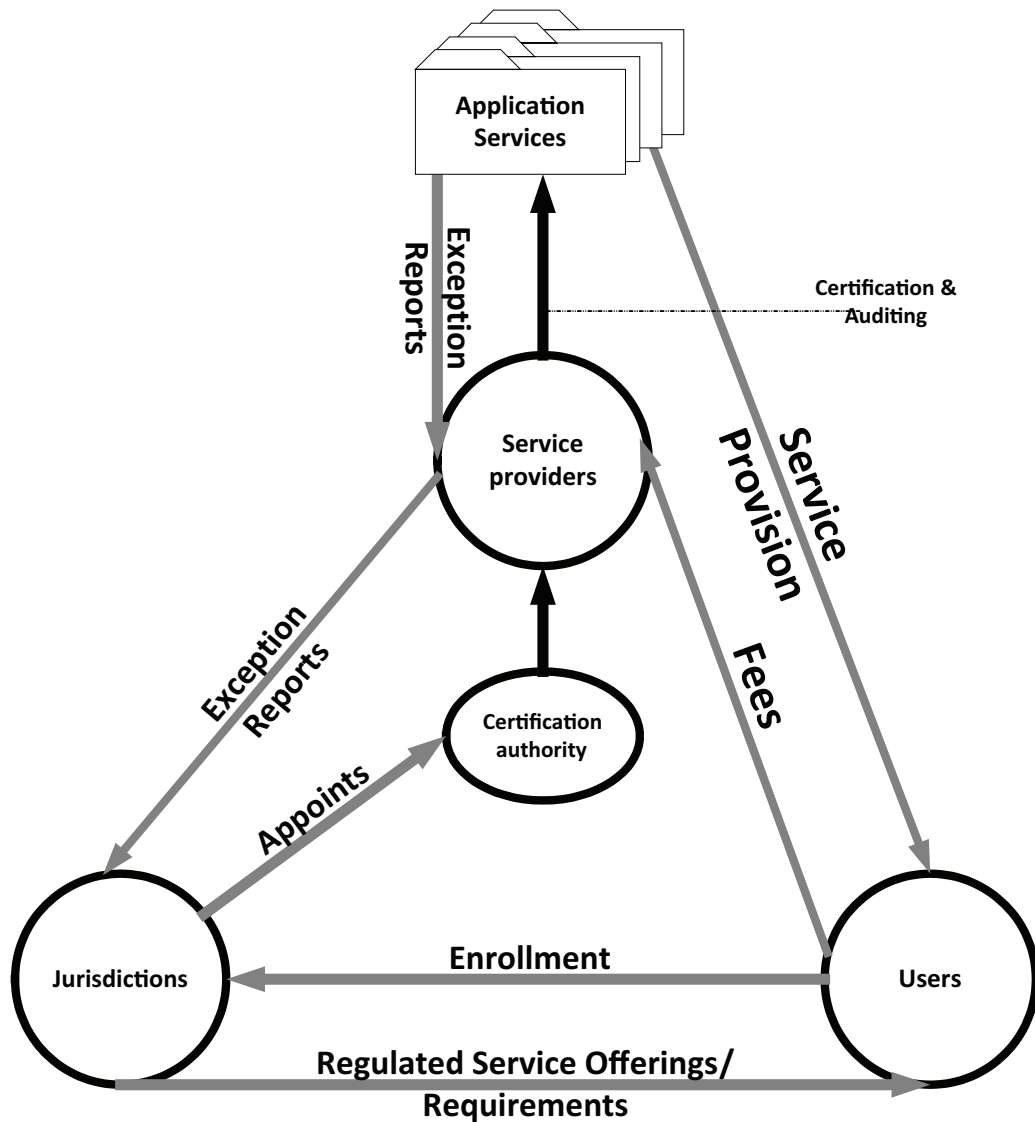 Application
Services
Exception
Reports
Certification &
Auditing
Service
providers
Service
Provision
Exception
Reports
Fees
Certification
authority
Appoints
Jurisdictions
Enrollment
Users
Regulated Service Offerings/
Requirements